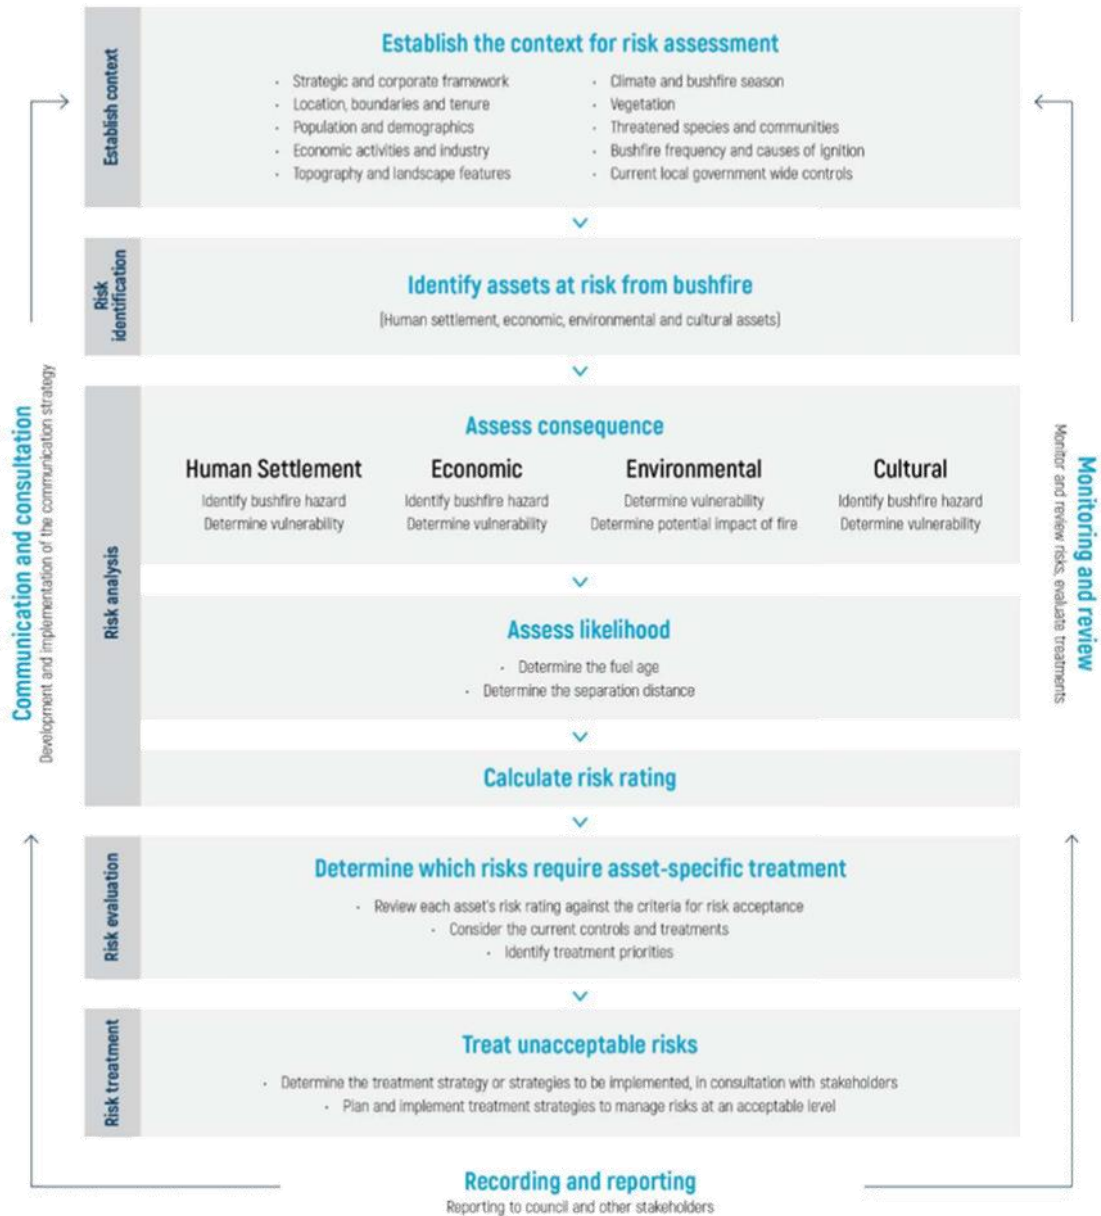 Establish context
Establish the context for risk assessment
· Strategic and corporate framework
· Location, boundaries and tenure
· Population and demographics
· Economic activities and industry
· Topography and landscape features
· Climate and bushfire season
· Vegetation
· Threatened species and communities
· Bushfire frequency and causes of ignition
· Current local government wide controls
Risk
identification
Identify assets at risk from bushfire
(Human settlement, economic, environmental and cultural assets)
Communication and consultation
Development and implementation of the communication strategy
Risk analysis
Assess consequence
Human Settlement
Identify bushfire hazard
Determine vulnerability
Economic
Identify bushfire hazard
Determine vulnerability
Environmental
Determine vulnerability
Determine potential impact of fire
Cultural
Identify bushfire hazard
Determine vulnerability
Assess likelihood
· Determine the fuel age
· Determine the separation distance
Calculate risk rating
Monitoring and review
Monitor and review risks, evaluate treatments
Risk evaluation
Determine which risks require asset-specific treatment
· Review each asset's risk rating against the criteria for risk acceptance
· Consider the current controls and treatments
· Identify treatment priorities
Risk treatment
Treat unacceptable risks
· Determine the treatment strategy or strategies to be implemented, in consultation with stakeholders
· Plan and implement treatment strategies to manage risks at an acceptable level
Recording and reporting
Reporting to council and other stakeholders